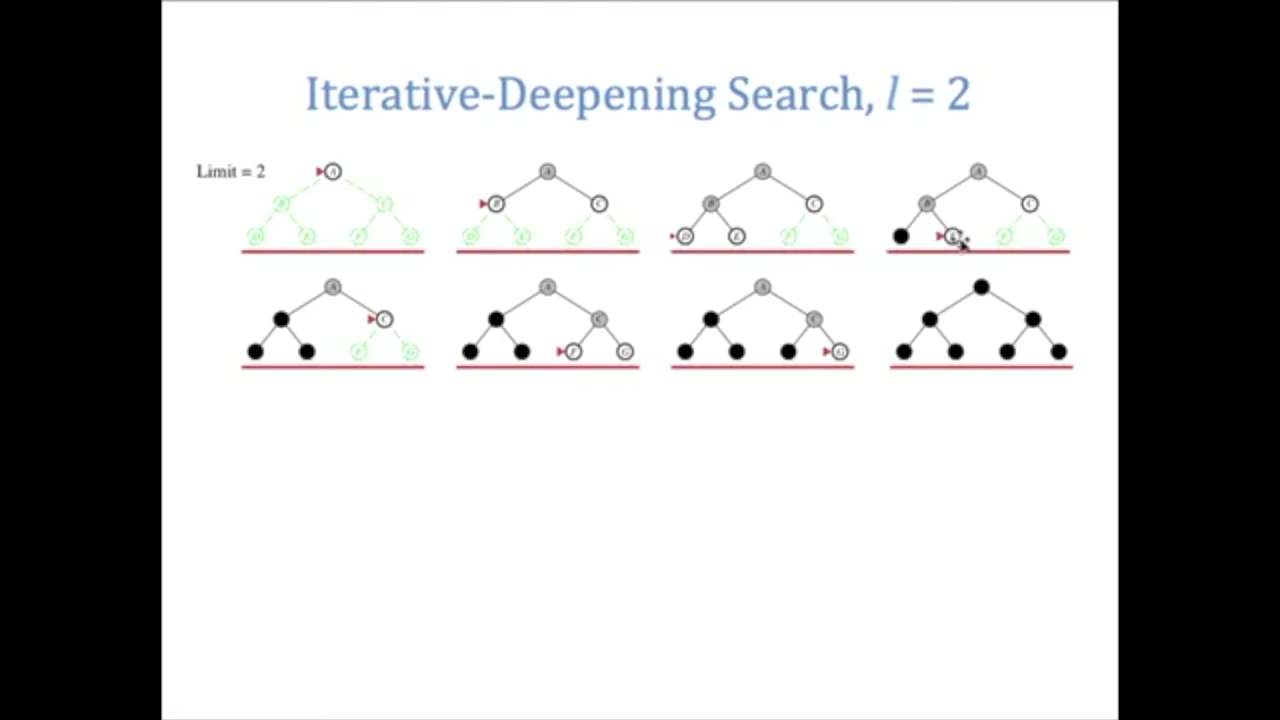 Iterative-Deepening Search, l = 2
Limit = 2
A
B C
D E F G
A
B C
D E F G
A
B C
D E F G
A
B C
F G
A
C
F G
A
C
F G
A
C
G